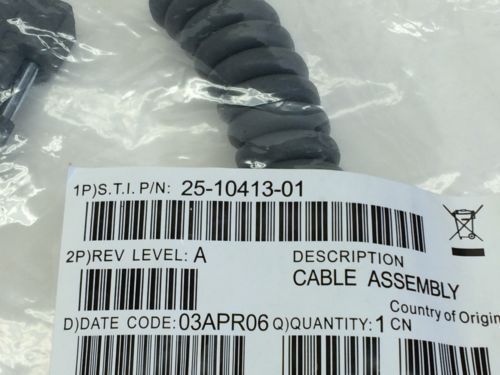 1P)S.T.I. P/N: 25-10413-01
2P)REV LEVEL: A
DESCRIPTION
CABLE ASSEMBLY
Country of Origin
D)DATE CODE: 03APR06 Q)QUANTITY: 1 CN